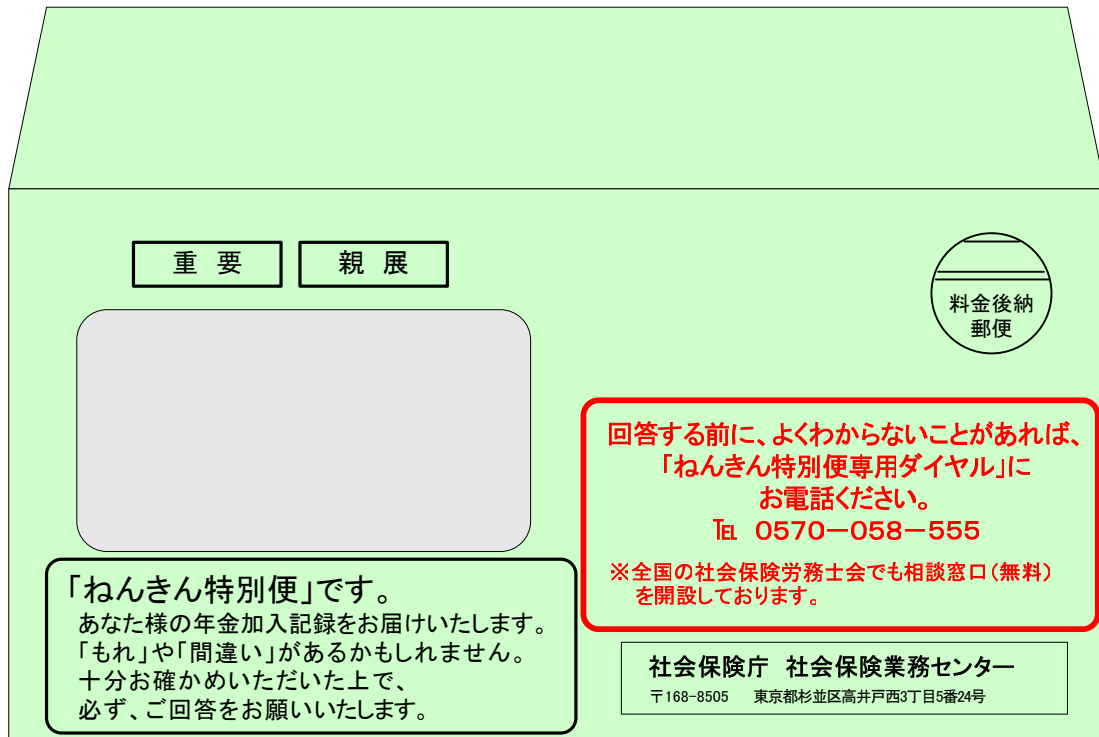 重 要
親 展
料金後納
郵便
回答する前に、よくわからないことがあれば、
「ねんきん特別便専用ダイヤル」に
お電話ください。
℡ 0570－058－555
※全国の社会保険労務士会でも相談窓口（無料）
を開設しております。
「ねんきん特別便」です。
あなた様の年金加入記録をお届けいたします。
「もれ」や「間違い」があるかもしれません。
十分お確かめいただいた上で、
必ず、ご回答をお願いいたします。
社会保険庁 社会保険業務センター
〒168-8505 東京都杉並区高井戸西3丁目5番24号